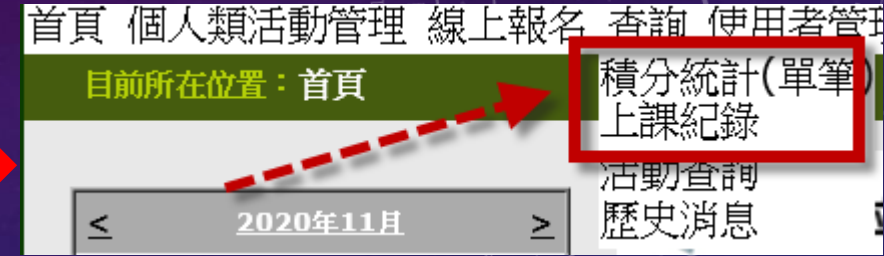 首頁 個人類活動管理 線上報名 查詢 使用者管理
目前所在位置：首頁
積分統計(單筆)
上課紀錄
活動查詢
歷史消息
< 2020年11月 >